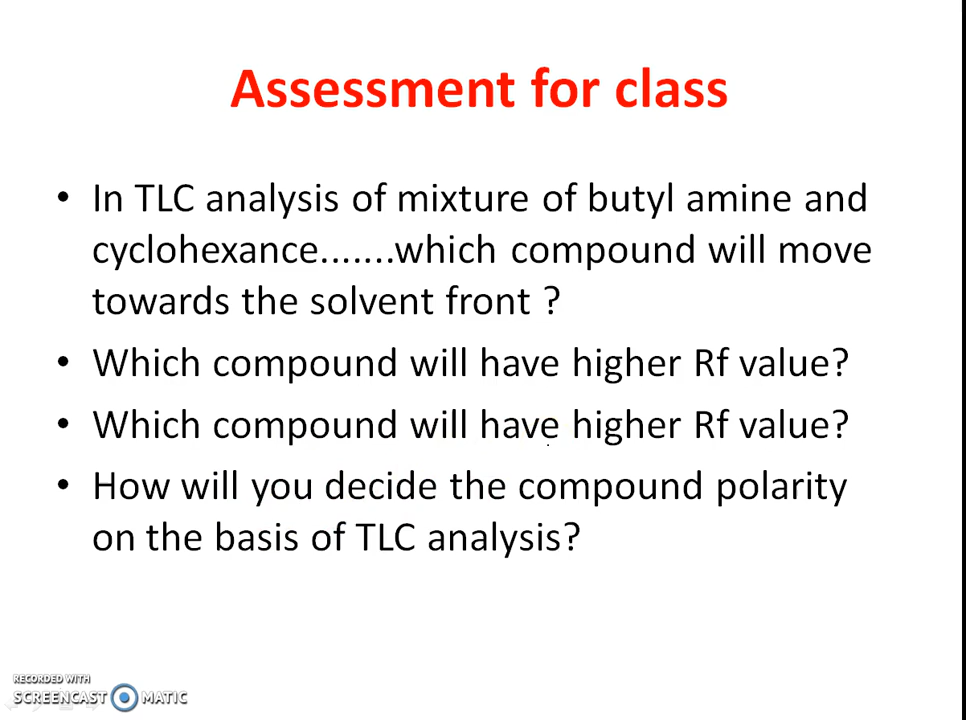 Assessment for class
• In TLC analysis of mixture of butyl amine and
cyclohexance.......which compound will move
towards the solvent front ?
• Which compound will have higher Rf value?
• Which compound will have higher Rf value?
• How will you decide the compound polarity
on the basis of TLC analysis?
RECORDED WITH
SCREENCAST MATIC